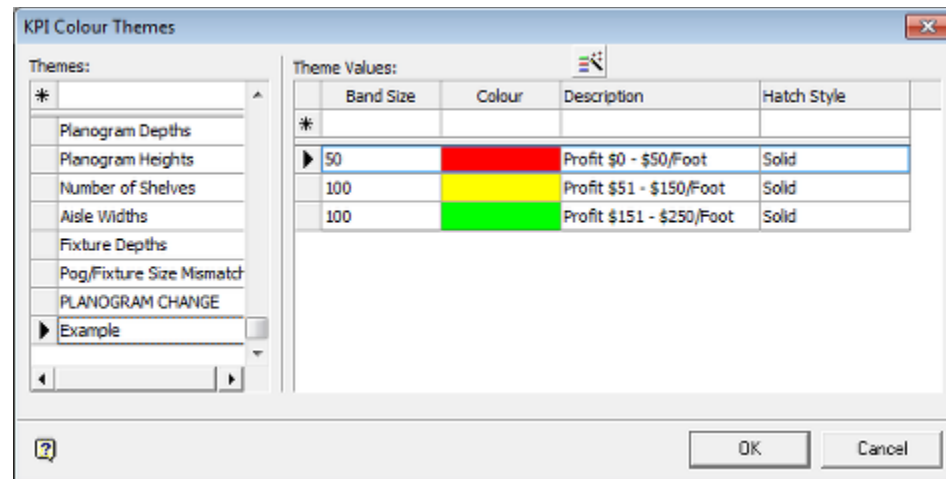 KPI Colour Themes
Themes:
Planogram Depths
Planogram Heights
Number of Shelves
Aisle Widths
Fixture Depths
Pog/Fixture Size Mismatch
PLANOGRAM CHANGE
Example
Theme Values:
Band Size Colour Description Hatch Style
50 Profit $0 - $50/Foot Solid
100 Profit $51 - $150/Foot Solid
100 Profit $151 - $250/Foot Solid
OK Cancel